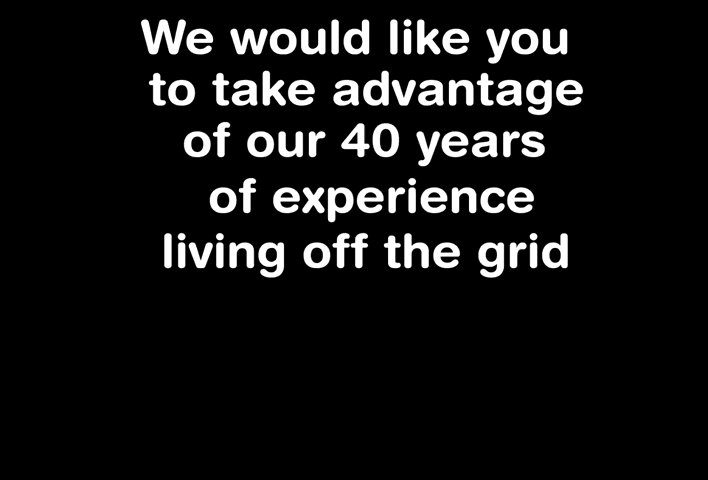 We would like you
to take advantage
of our 40 years
of experience
living off the grid